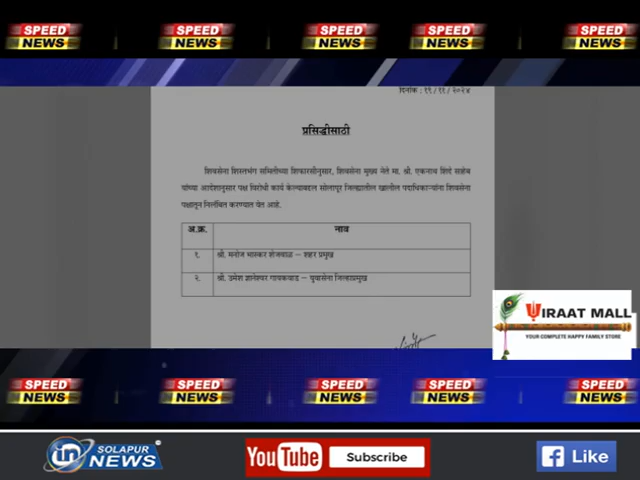 SPEED NEWS SPEED NEWS SPEED NEWS SPEED NEWS SPEED NEWS
दिनांक : १९/११/२०२४
प्रसिद्धीसाठी
शिवसेना शिस्तभंग समितीच्या शिफारसीनुसार, शिवसेना मुख्य नेते मा. श्री. एकनाथ शिंदे साहेब
यांच्या आदेशानुसार पक्ष विरोधी कार्य केल्याबद्दल सोलापूर जिल्ह्यातील खालील पदाधिकाऱ्यांना शिवसेना
पक्षातून निलंबित करण्यात येत आहे.
अ.क्र. नाव
१. श्री. मनोज भास्कर शेजवाळ – शहर प्रमुख
२. श्री. उमेश ज्ञालेश्वर गायकवाड – युवासेना जिल्हाप्रमुख
VIRAAT MALL
YOUR COMPLETE HAPPY FAMILY STORE
SPEED NEWS SPEED NEWS SPEED NEWS SPEED NEWS SPEED NEWS
in SOLAPUR NEWS
YouTube Subscribe
f Like